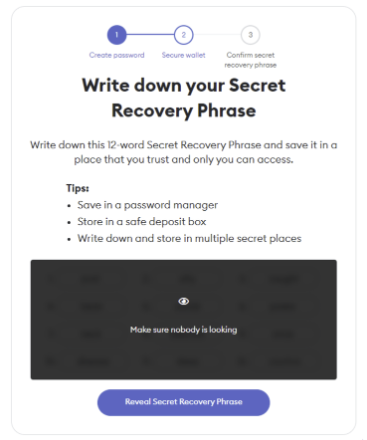 1
2
3
Create password
Secure wallet
Confirm secret
recovery phrase
Write down your Secret
Recovery Phrase
Write down this 12-word Secret Recovery Phrase and save it in a
place that you trust and only you can access.
Tips:
• Save in a password manager
• Store in a safe deposit box
• Write down and store in multiple secret places
Make sure nobody is looking
Reveal Secret Recovery Phrase